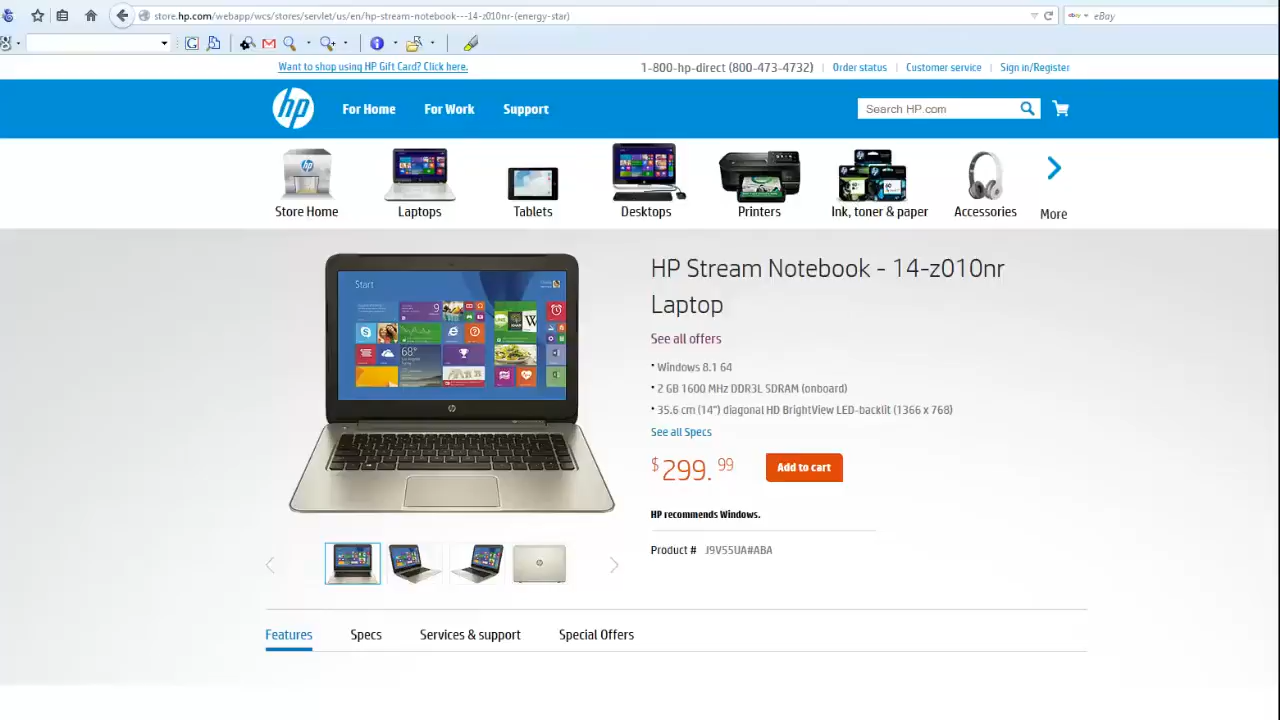 store.hp.com/webapp/wcs/stores/servlet/us/en/hp-stream-notebook---14-z010nr-(energy-star)
eBay
Want to shop using HP Gift Card? Click here.
1-800-hp-direct (800-473-4732) | Order status | Customer service | Sign in/Register
hp
For Home
For Work
Support
Search HP.com
Store Home
Laptops
Tablets
Desktops
Printers
Ink, toner & paper
Accessories
More
Start
HP Stream Notebook - 14-z010nr
Laptop
See all offers
• Windows 8.1 64
• 2 GB 1600 MHz DDR3L SDRAM (onboard)
• 35.6 cm (14") diagonal HD BrightView LED-backlit (1366 x 768)
See all Specs
$299.99
Add to cart
HP recommends Windows.
Product # J9V55UA#ABA
Features
Specs
Services & support
Special Offers